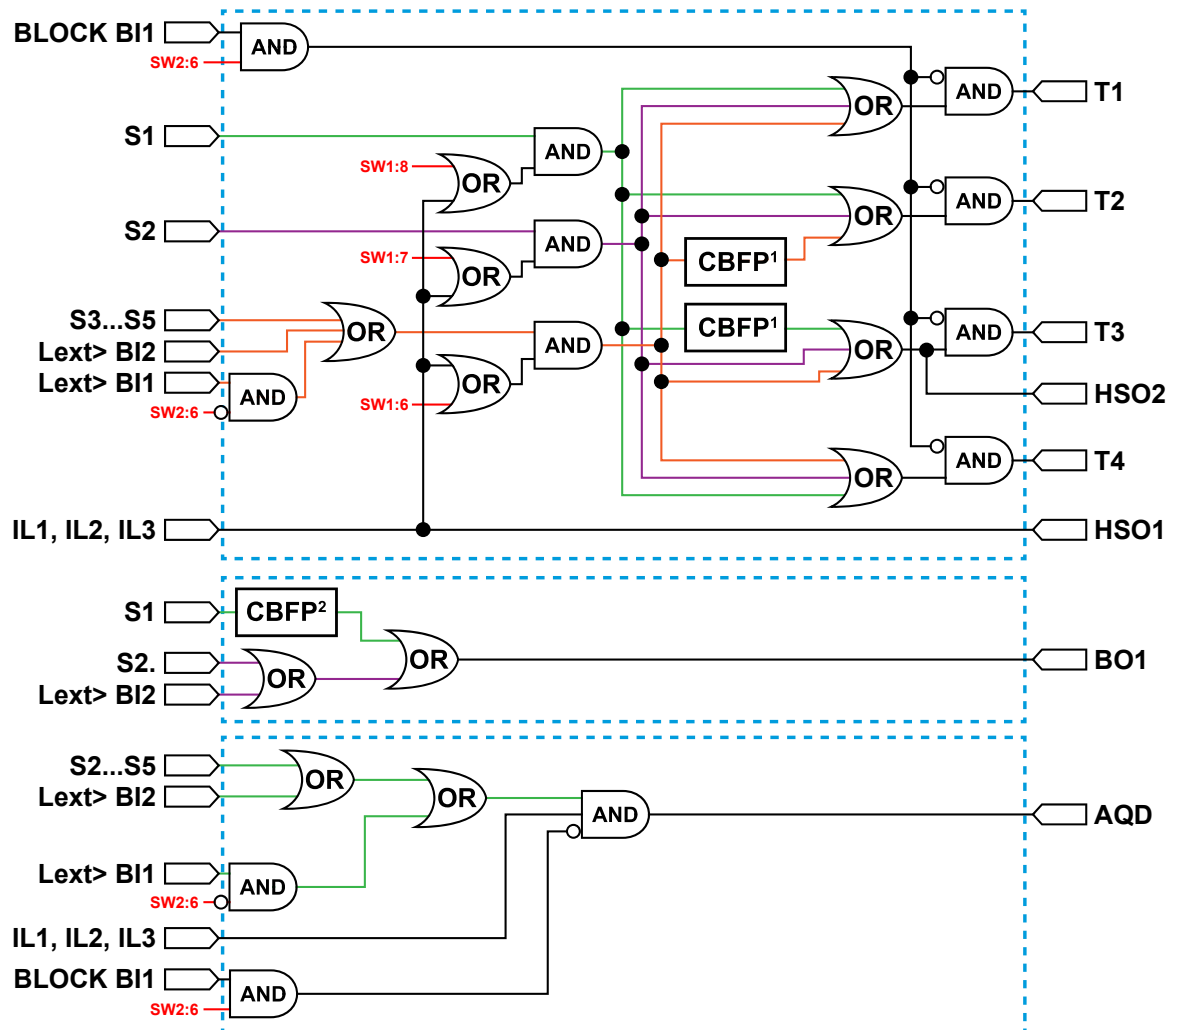 BLOCK BI1
SW2:6
AND
AND
T1
OR
S1
AND
SW1:8
OR
AND
T2
OR
S2
AND
SW1:7
OR
CBFP¹
S3...S5
Lext> BI2
Lext> BI1
SW2:6
AND
OR
AND
OR
SW1:6
CBFP¹
OR
AND
T3
HSO2
OR
AND
T4
IL1, IL2, IL3
HSO1
S1
CBFP²
S2.
Lext> BI2
OR
OR
BO1
S2...S5
Lext> BI2
OR
OR
AND
AQD
Lext> BI1
SW2:6
AND
IL1, IL2, IL3
BLOCK BI1
SW2:6
AND